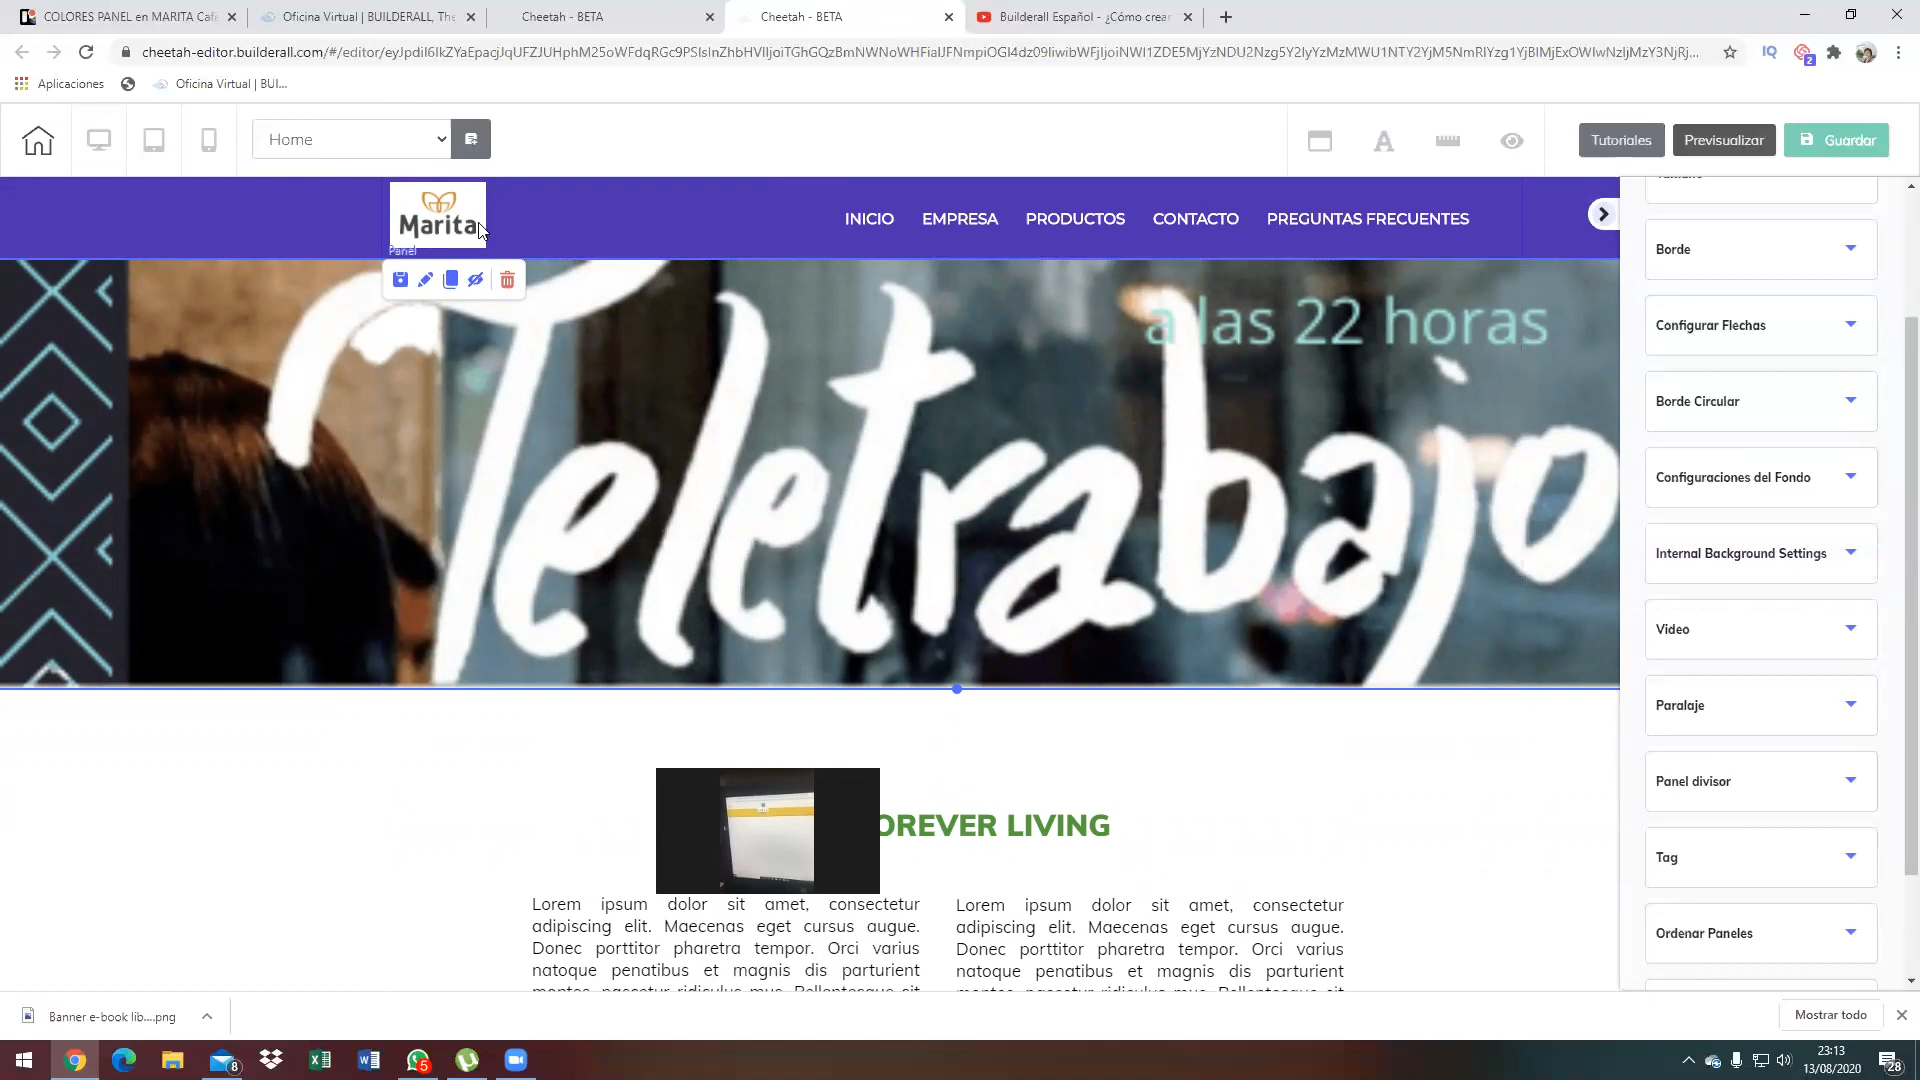 COLORES PANEL en MARITA Cafe
Oficina Virtual | BUILDERALL, The
Cheetah - BETA
Cheetah - BETA
Builderall Español - ¿Cómo crear
Aplicaciones
Oficina Virtual | BUI...
Home
Tutoriales
Previsualizar
Guardar
Marita
INICIO
EMPRESA
PRODUCTOS
CONTACTO
PREGUNTAS FRECUENTES
Panel
a las 22 horas
Teletrabajo
Borde
Configurar Flechas
Borde Circular
Configuraciones del Fondo
Internal Background Settings
Video
Paralaje
Panel divisor
Tag
Ordenar Paneles
OREVER LIVING
Lorem ipsum dolor sit amet, consectetur
adipiscing elit. Maecenas eget cursus augue.
Donec porttitor pharetra tempor. Orci varius
natoque penatibus et magnis dis parturient
Lorem ipsum dolor sit amet, consectetur
adipiscing elit. Maecenas eget cursus augue.
Donec porttitor pharetra tempor. Orci varius
natoque penatibus et magnis dis parturient
Banner e-book lib....png
Mostrar todo
8
5
23:13
13/08/2020
28